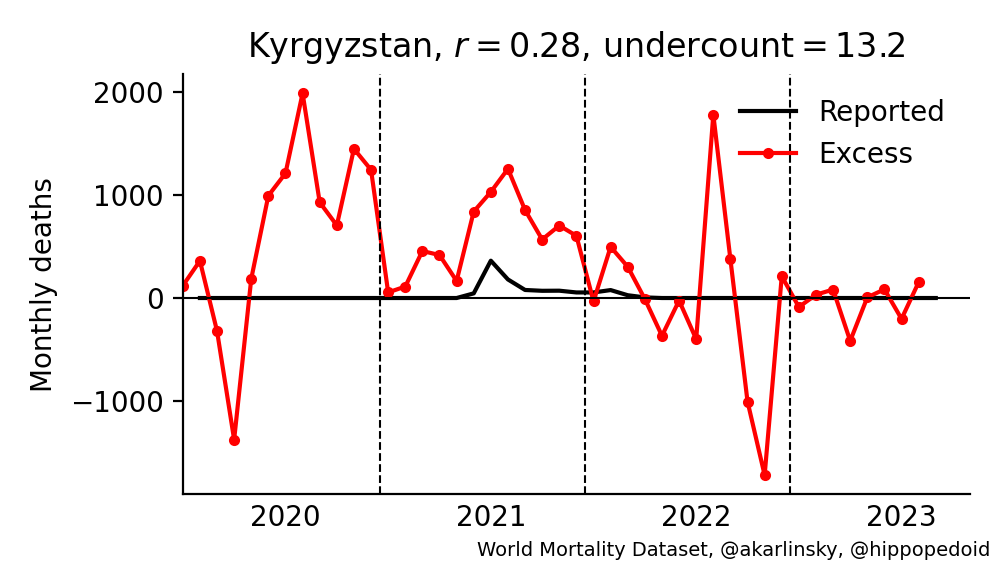 Kyrgyzstan, r = 0.28, undercount = 13.2
Monthly deaths
2000
1000
0
−1000
Reported
Excess
2020 2021 2022 2023
World Mortality Dataset, @akarlinsky, @hippopedoid